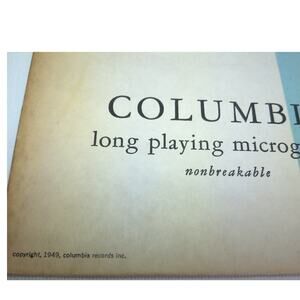 COLUMBI
long playing microg
nonbreakable
copyright, 1949, columbia records inc.